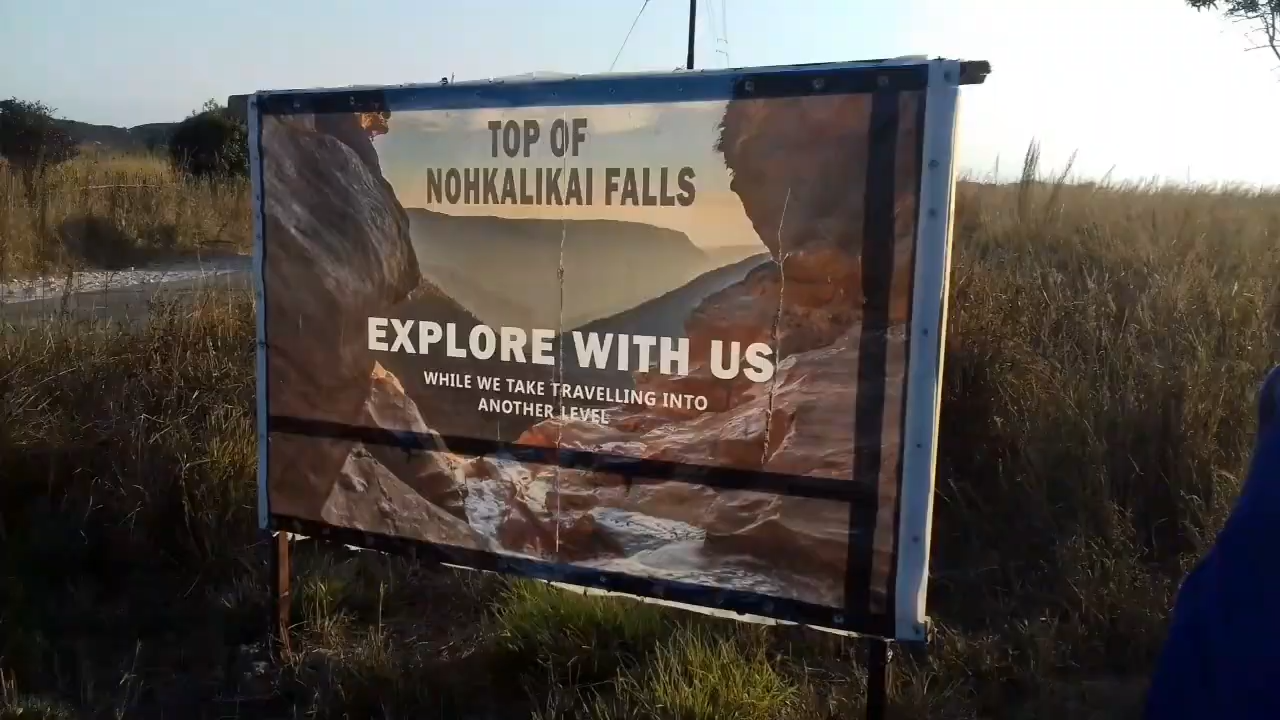 TOP OF
NOHKALIKAI FALLS
EXPLORE WITH US
WHILE WE TAKE TRAVELLING INTO
ANOTHER LEVEL